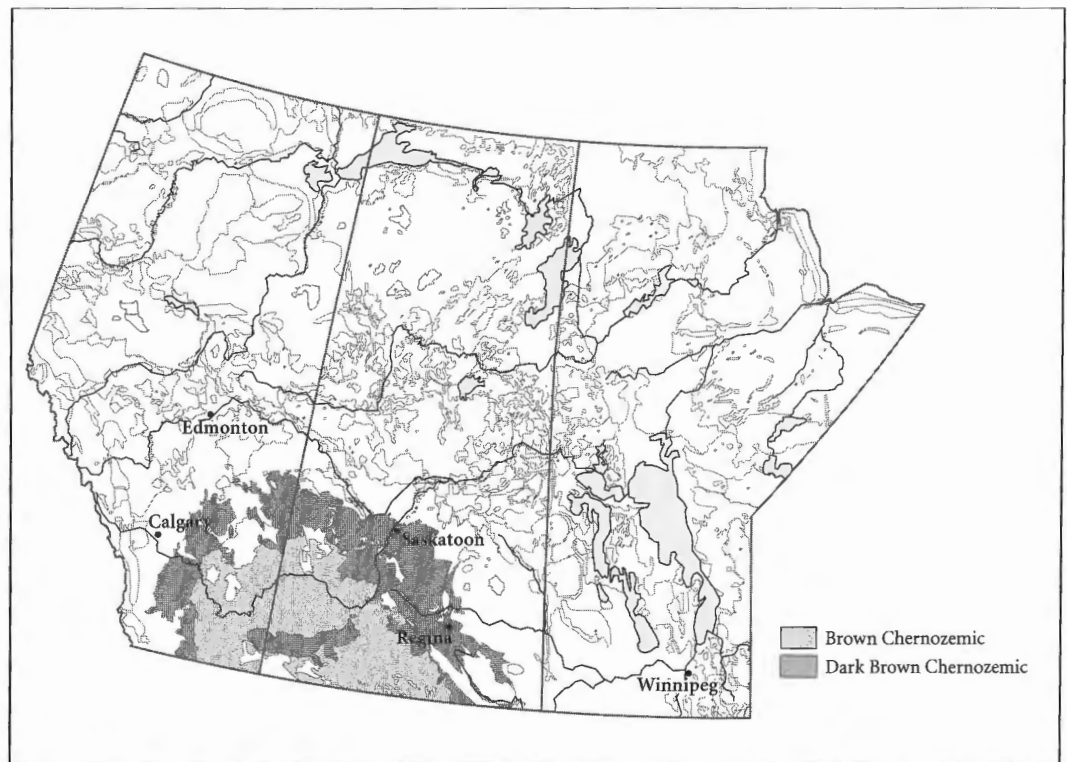 Edmonton
Calgary
Saskatoon
Regina
Winnipeg
Brown Chernozemic
Dark Brown Chernozemic